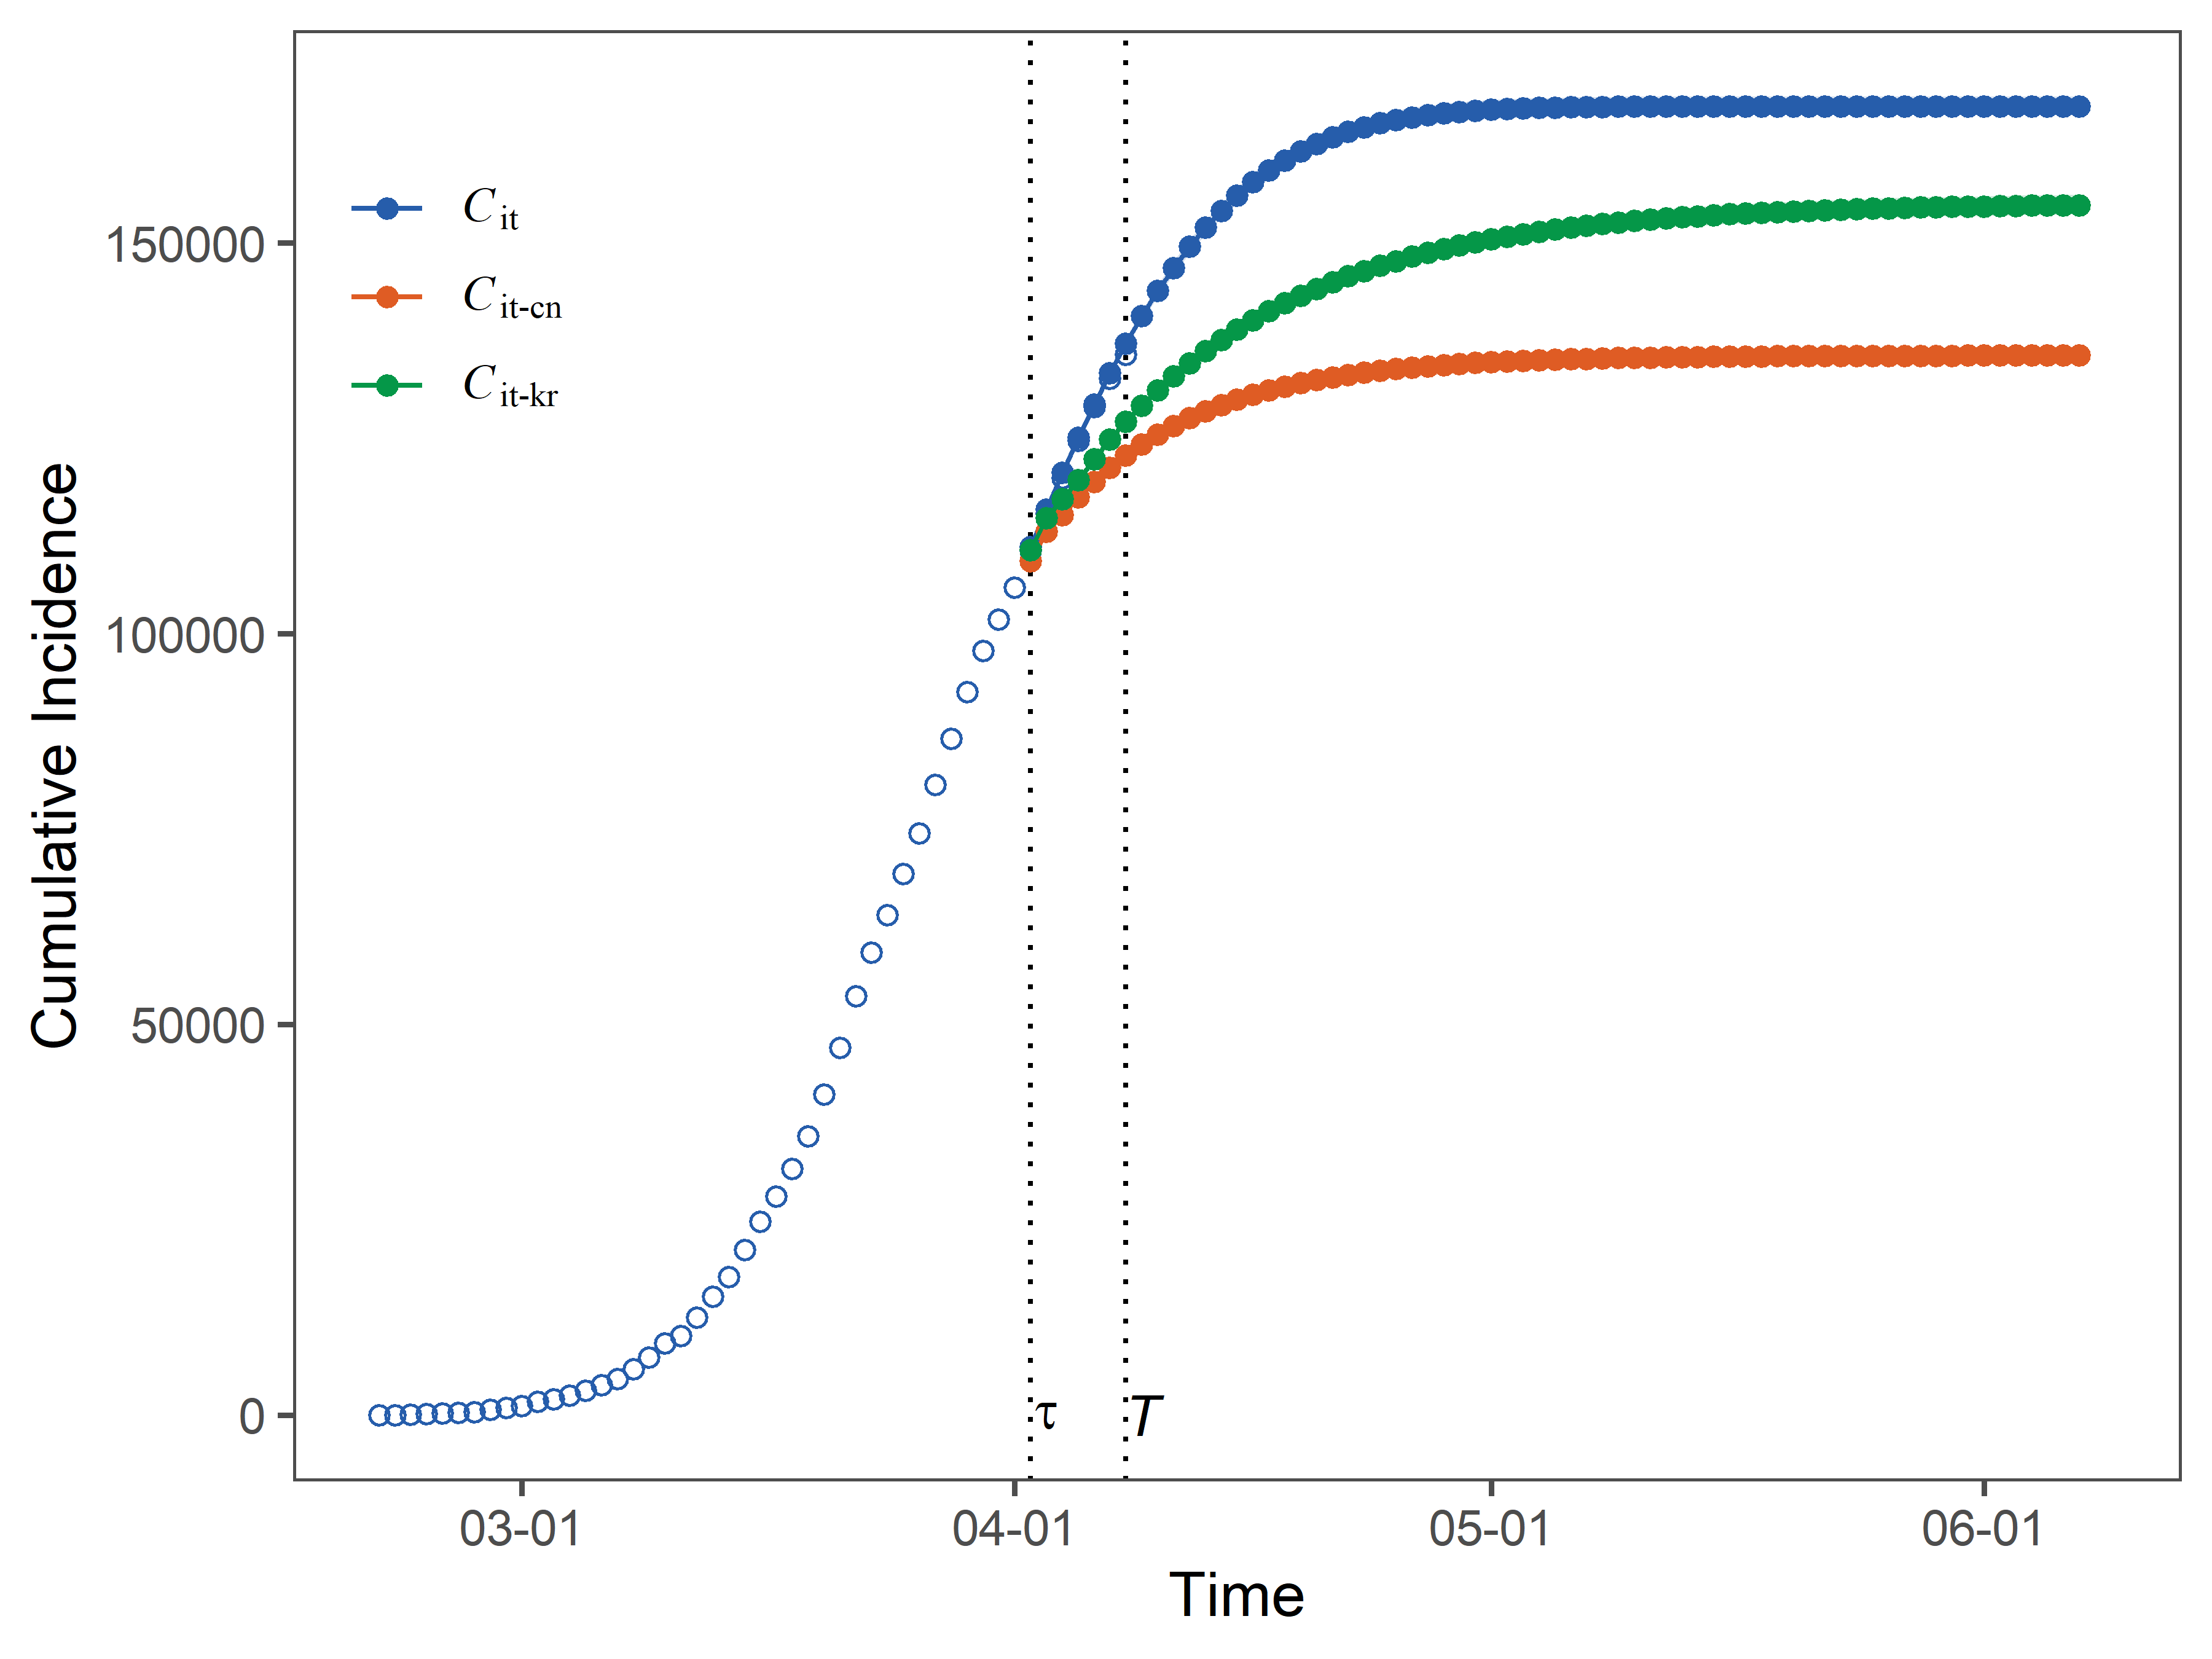 C it
C it-cn
C it-kr
150000
100000
50000
0
Cumulative Incidence
τ
T
03-01
04-01
05-01
06-01
Time